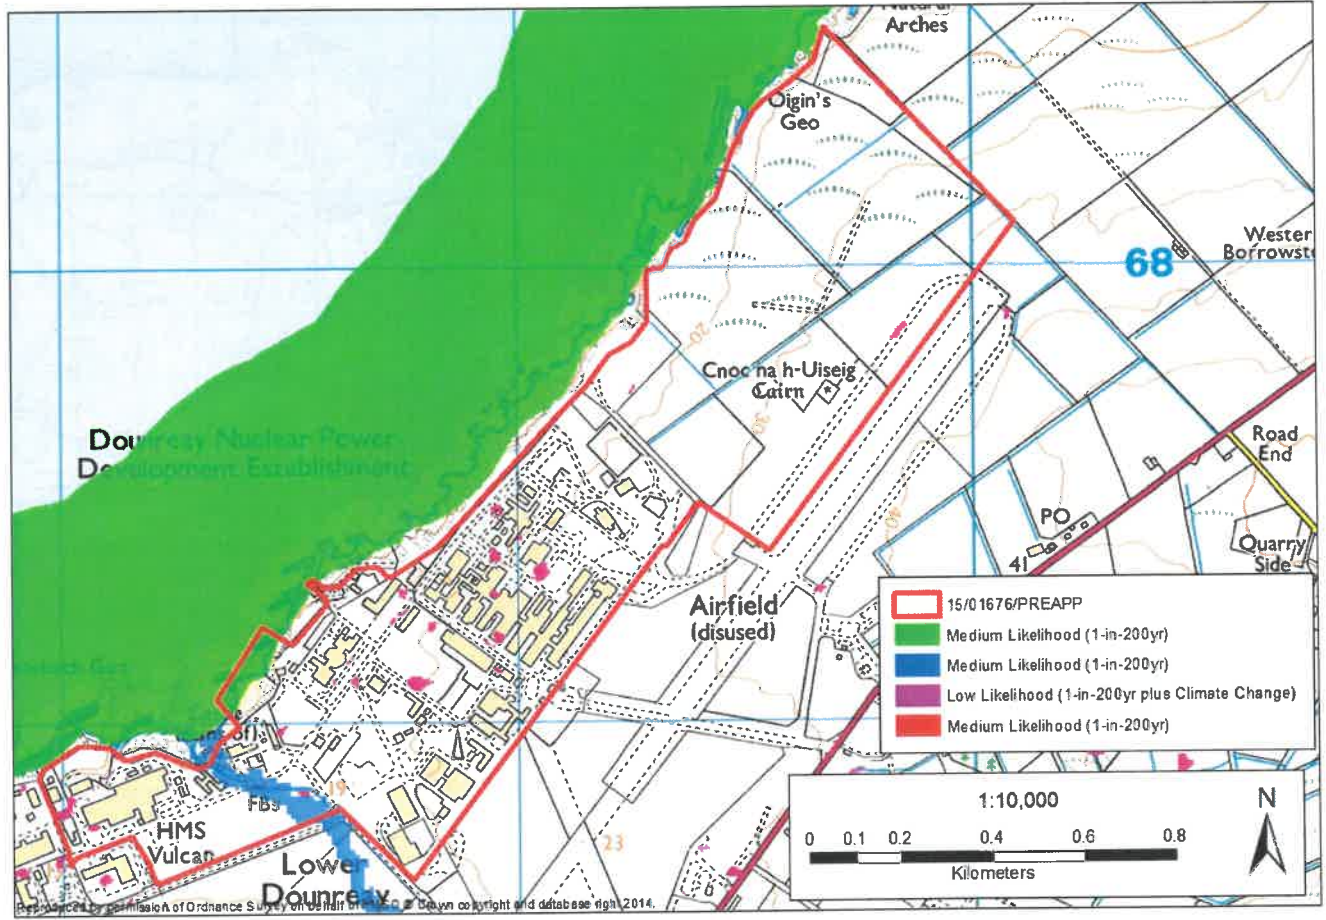 Arches
Oigin's
Geo
68
Wester
20
Cnoc na h-Uiseig
Cairn
30
Dounreay Nuclear Power
Development Establishment
Road
End
PO
40
41
Quarry
Side
Airfield
(disused)
15/01676/PREAPP
Medium Likelihood (1-in-200yr)
Medium Likelihood (1-in-200yr)
Low Likelihood (1-in-200yr plus Climate Change)
Medium Likelihood (1-in-200yr)
FBs
19
HMS
Vulcan
23
Lower
Dounreay
1:10,000
N
0 0.1 0.2 0.4 0.6 0.8
Kilometers
Reproduced by permission of Ordnance Survey on behalf of HMSO © Crown copyright and database right 2014.